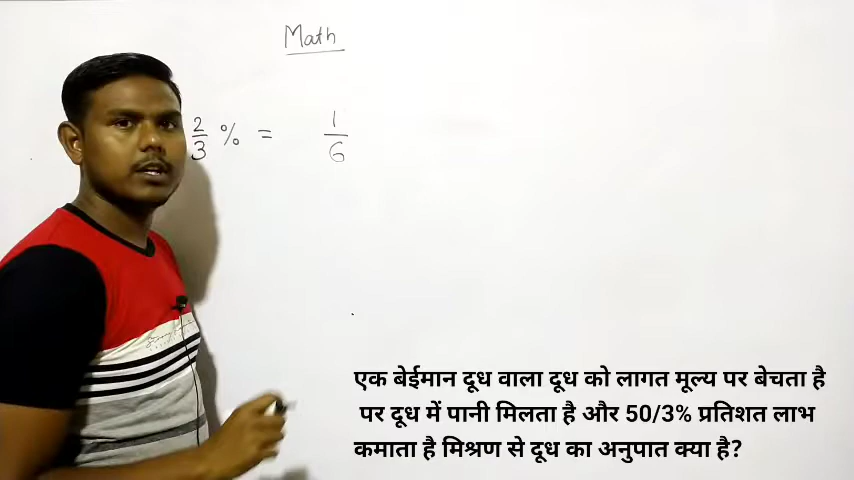 Math
2/3 % = 1/6
एक बेईमान दूध वाला दूध को लागत मूल्य पर बेचता है
पर दूध में पानी मिलता है और 50/3% प्रतिशत लाभ
कमाता है मिश्रण से दूध का अनुपात क्या है?